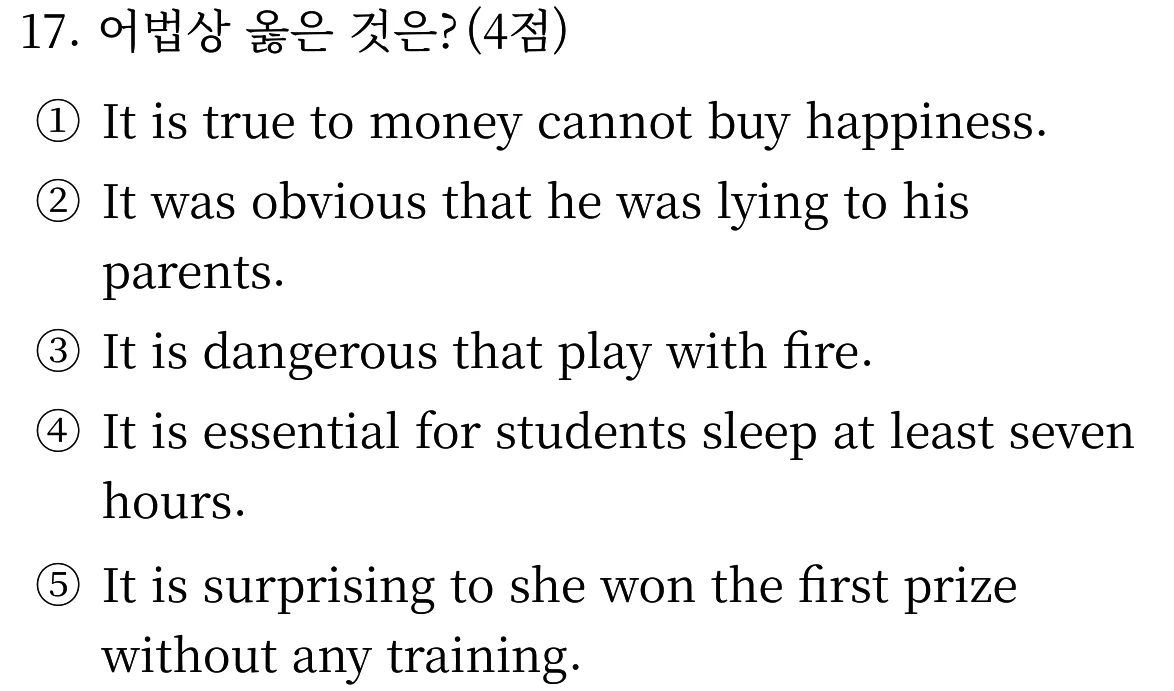 17. 어법상 옳은 것은?(4점)
① It is true to money cannot buy happiness.
② It was obvious that he was lying to his
parents.
③ It is dangerous that play with fire.
④ It is essential for students sleep at least seven
hours.
⑤ It is surprising to she won the first prize
without any training.